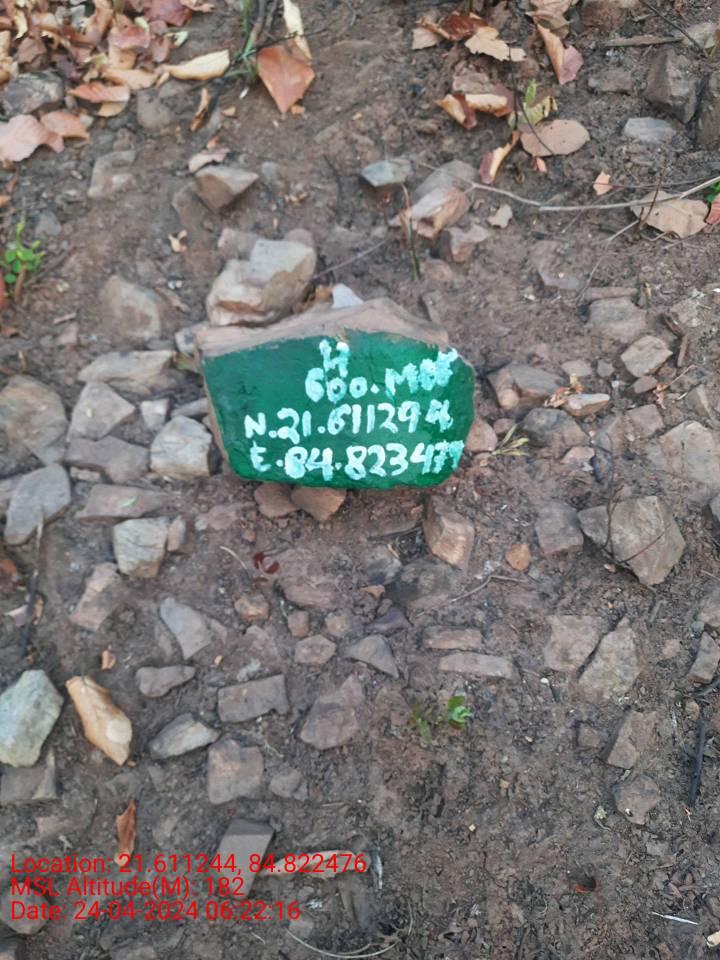 600.
N.21.611294
E.84.823479
Location: 21.611244, 84.822476
MSL Altitude(M): 182
Date: 24-04-2024 06:22:16